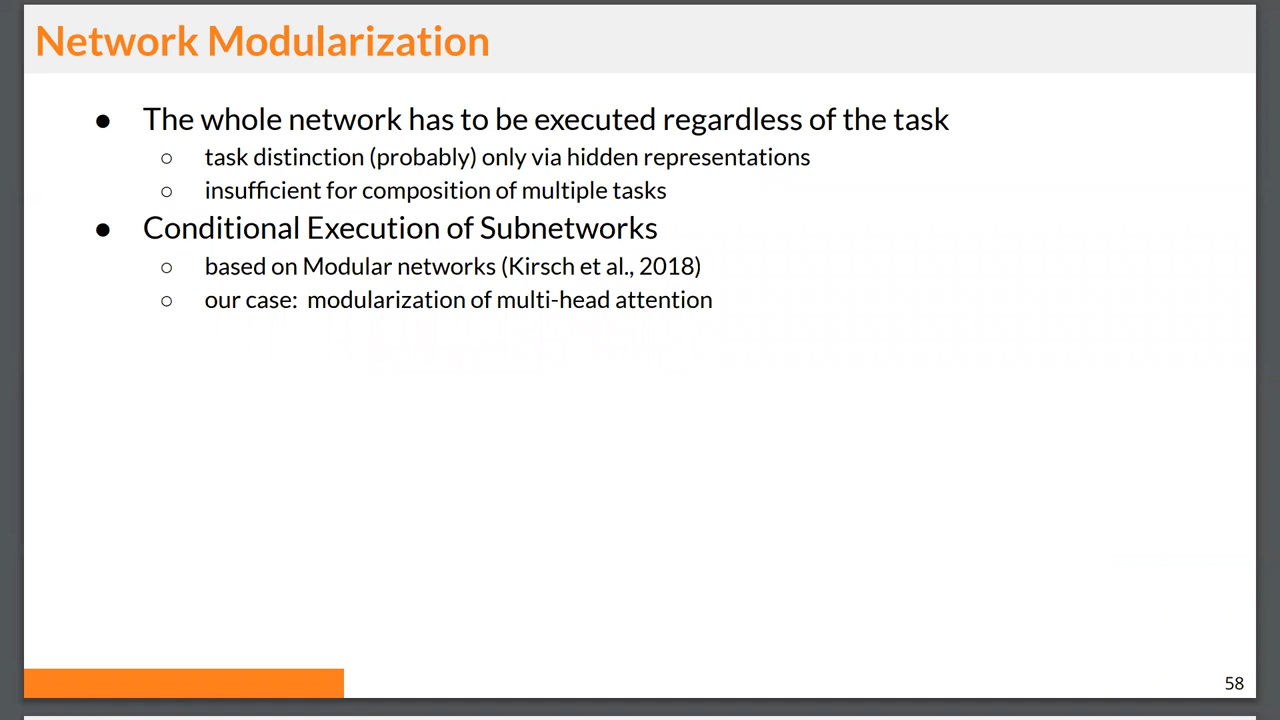 Network Modularization
● The whole network has to be executed regardless of the task
○ task distinction (probably) only via hidden representations
○ insufficient for composition of multiple tasks
● Conditional Execution of Subnetworks
○ based on Modular networks (Kirsch et al., 2018)
○ our case: modularization of multi-head attention
58